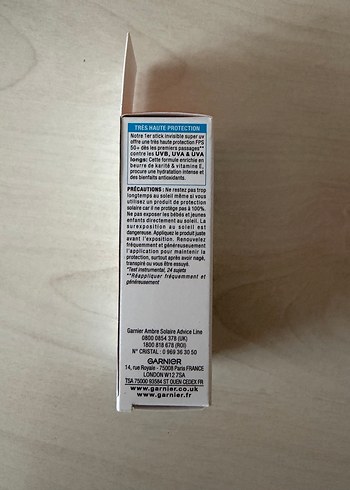 TRÈS HAUTE PROTECTION
Notre 1er stick invisible super uv
offre une très haute protection FPS
50+ dès les premiers passages**
contre les UVB, UVA & UVA
longs: Cette formule enrichie en
beurre de karité & vitamine E,
procure une hydratation intense et
des bienfaits antioxidants.
PRÉCAUTIONS : Ne restez pas trop
longtemps au soleil même si vous
utilisez un produit de protection
solaire car il ne protège pas à 100%.
Ne pas exposer les bébés et jeunes
enfants directement au soleil. La
surexposition au soleil est
dangereuse. Appliquez le produit juste
avant l'exposition. Renouvelez
fréquemment et généreusement
l'application pour maintenir la
protection, surtout après avoir nagé,
transpiré ou vous être essuyé.
*Test instrumental, 24 sujets
**Réappliquer fréquemment et
généreusement
Garnier Ambre Solaire Advice Line
0800 0854 378 (UK)
1800 818 678 (ROI)
N° CRISTAL : 0 969 36 30 50
GARNIER
14, rue Royale - 75008 Paris FRANCE
LONDON W12 7SA
TSA 75000 93584 ST OUEN CEDEX FR
www.garnier.co.uk
www.garnier.fr